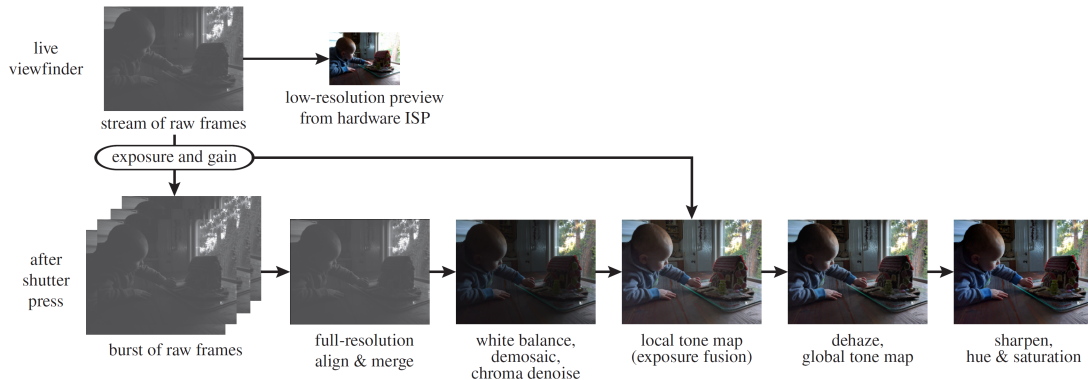 live
viewfinder
stream of raw frames
low-resolution preview
from hardware ISP
exposure and gain
after
shutter
press
burst of raw frames
full-resolution
align & merge
white balance,
demosaic,
chroma denoise
local tone map
(exposure fusion)
dehaze,
global tone map
sharpen,
hue & saturation